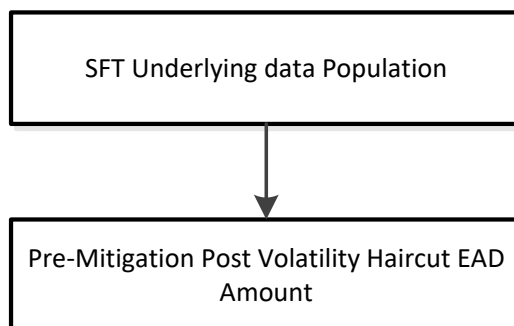 SFT Underlying data Population
Pre-Mitigation Post Volatility Haircut EAD
Amount